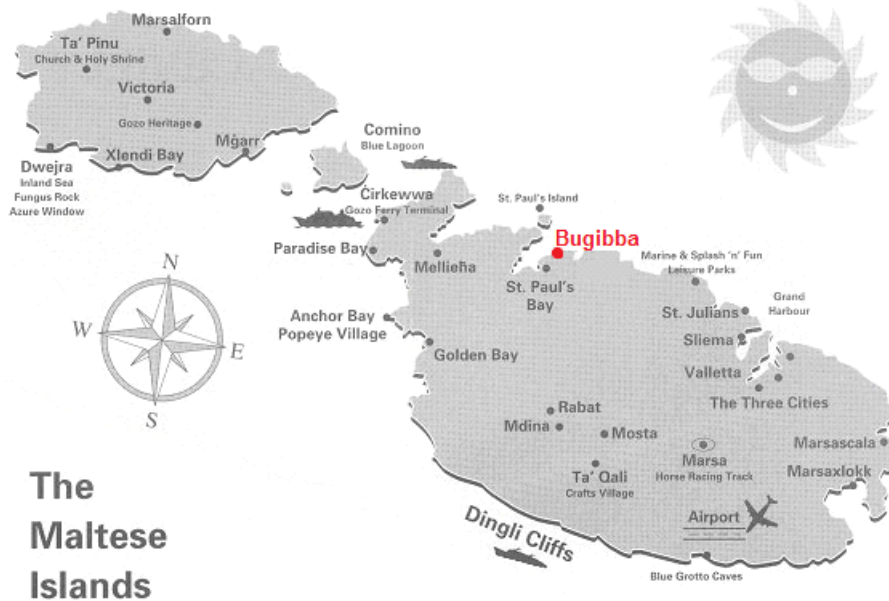 Marsalforn
Ta' Pinu
Church & Holy Shrine
Victoria
Gozo Heritage
Mġarr
Xlendi Bay
Dwejra
Inland Sea
Fungus Rock
Azure Window
Comino
Blue Lagoon
Ċirkewwa
Gozo Ferry Terminal
Paradise Bay
Mellieħa
St. Paul's Island
Bugibba
St. Paul's
Bay
Marine & Splash 'n' Fun
Leisure Parks
Grand
Harbour
St. Julians
Sliema
Valletta
The Three Cities
Anchor Bay
Popeye Village
Golden Bay
N
W
E
S
Rabat
Mdina
Mosta
Ta' Qali
Crafts Village
Marsa
Horse Racing Track
Marsascala
Marsaxlokk
Airport
Dingli Cliffs
Blue Grotto Caves
The
Maltese
Islands